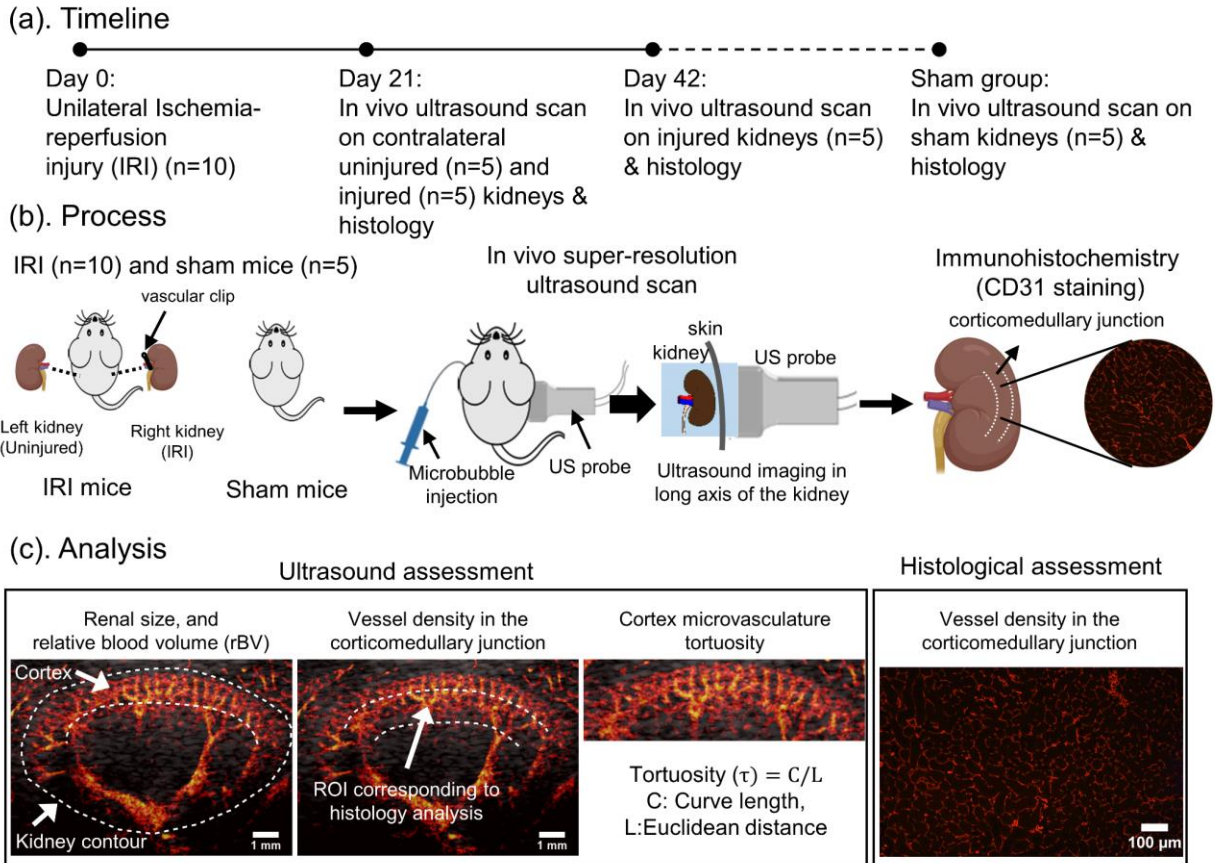 (a). Timeline
Day 0:
Unilateral Ischemia-
reperfusion
injury (IRI) (n=10)
Day 21:
In vivo ultrasound scan
on contralateral
uninjured (n=5) and
injured (n=5) kidneys &
histology
Day 42:
In vivo ultrasound scan
on injured kidneys (n=5)
& histology
Sham group:
In vivo ultrasound scan on
sham kidneys (n=5) &
histology
(b). Process
IRI (n=10) and sham mice (n=5)
vascular clip
Left kidney
(Uninjured)
Right kidney
(IRI)
IRI mice
Sham mice
In vivo super-resolution
ultrasound scan
Microbubble
injection
US probe
skin
kidney
US probe
Ultrasound imaging in
long axis of the kidney
Immunohistochemistry
(CD31 staining)
corticomedullary junction
(c). Analysis
Ultrasound assessment
Renal size, and
relative blood volume (rBV)
Cortex
Kidney contour
1 mm
Vessel density in the
corticomedullary junction
ROI corresponding to
histology analysis
1 mm
Cortex microvasculature
tortuosity
Tortuosity (τ) = C/L
C: Curve length,
L:Euclidean distance
Histological assessment
Vessel density in the
corticomedullary junction
100 μm